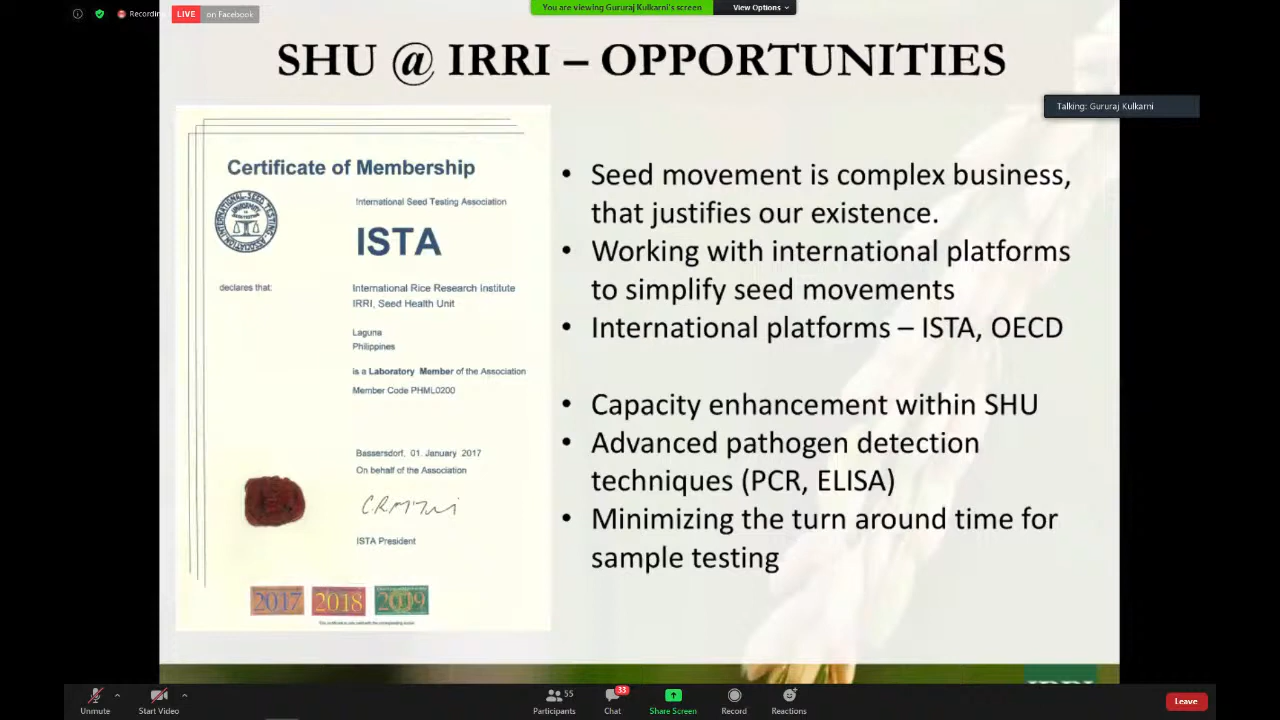 Recording
LIVE on Facebook
You are viewing Gururaj Kulkarni's screen
View Options
SHU @ IRRI – OPPORTUNITIES
Talking: Gururaj Kulkarni
Certificate of Membership
International Seed Testing Association
ISTA
declares that:
International Rice Research Institute
IRRI, Seed Health Unit
Laguna
Philippines
is a Laboratory Member of the Association
Member Code PHML0200
Bassersdorf, 01. January 2017
On behalf of the Association
ISTA President
2017 2018 2019
• Seed movement is complex business,
that justifies our existence.
• Working with international platforms
to simplify seed movements
• International platforms – ISTA, OECD
• Capacity enhancement within SHU
• Advanced pathogen detection
techniques (PCR, ELISA)
• Minimizing the turn around time for
sample testing
IRRI
Unmute
Start Video
55
Participants
33
Chat
Share Screen
Record
Reactions
Leave